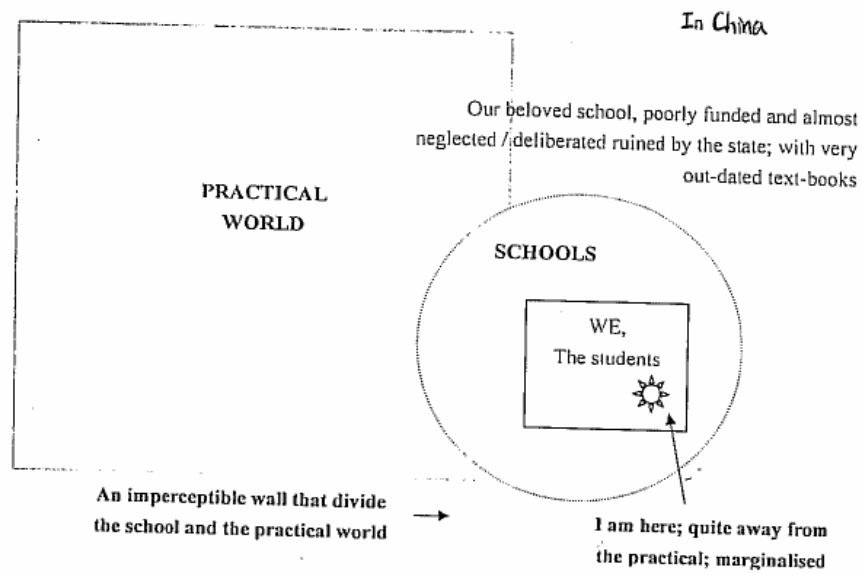 In China
Our beloved school, poorly funded and almost
neglected / deliberated ruined by the state; with very
out-dated text-books
PRACTICAL
WORLD
SCHOOLS
WE,
The students
An imperceptible wall that divide
the school and the practical world
I am here; quite away from
the practical; marginalised